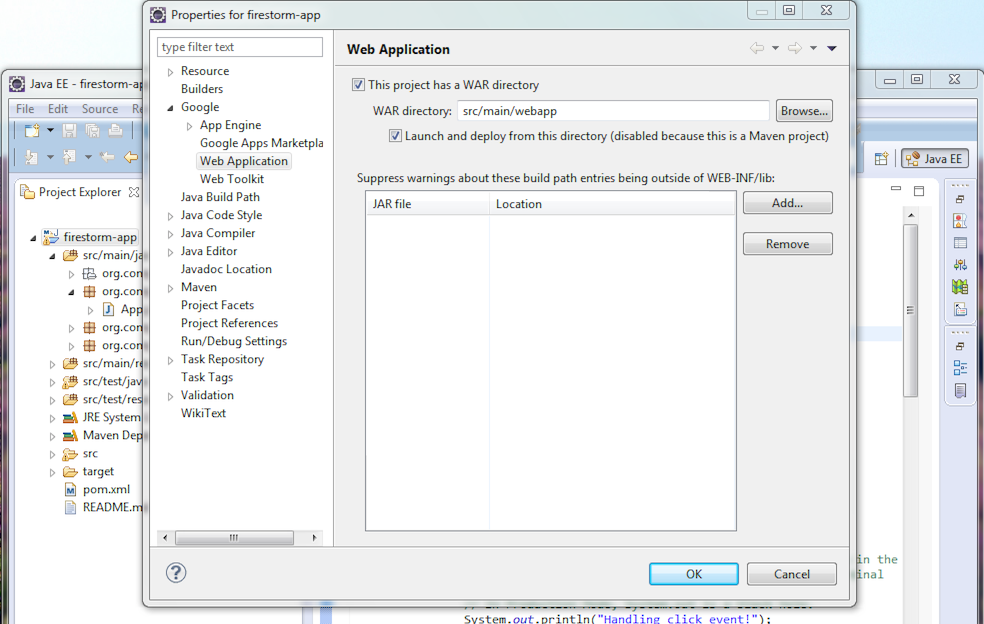 Properties for firestorm-app
type filter text
Resource
Builders
Google
App Engine
Google Apps Marketpla
Web Application
Web Toolkit
Java Build Path
Java Code Style
Java Compiler
Java Editor
Javadoc Location
Maven
Project Facets
Project References
Run/Debug Settings
Task Repository
Task Tags
Validation
WikiText
Web Application
This project has a WAR directory
WAR directory: src/main/webapp Browse...
Launch and deploy from this directory (disabled because this is a Maven project)
Suppress warnings about these build path entries being outside of WEB-INF/lib:
JAR file Location
Add...
Remove
OK Cancel
Java EE - firestorm-ap
File Edit Source Re
Java EE
Project Explorer
firestorm-app
src/main/ja
org.con
org.con
App
org.con
org.con
src/main/re
src/test/jav
src/test/res
JRE System
Maven Dep
src
target
pom.xml
README.m
in the
inal
System.out.println("Handling click event!");